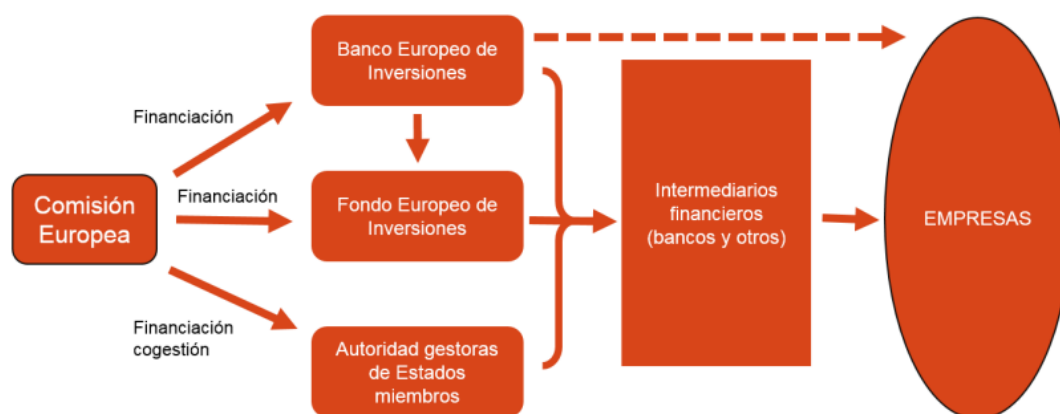 Banco Europeo de
Inversiones
Financiación
Comisión
Europea
Financiación
Fondo Europeo de
Inversiones
Financiación
cogestión
Autoridad gestoras
de Estados
miembros
Intermediarios
financieros
(bancos y otros)
EMPRESAS